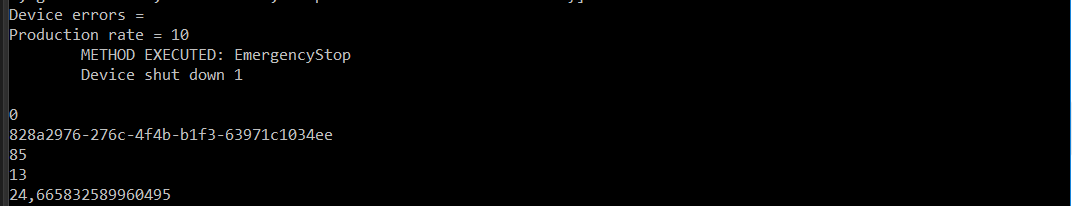 Device errors =
Production rate = 10
METHOD EXECUTED: EmergencyStop
Device shut down 1
0
828a2976-276c-4f4b-b1f3-63971c1034ee
85
13
24,665832589960495